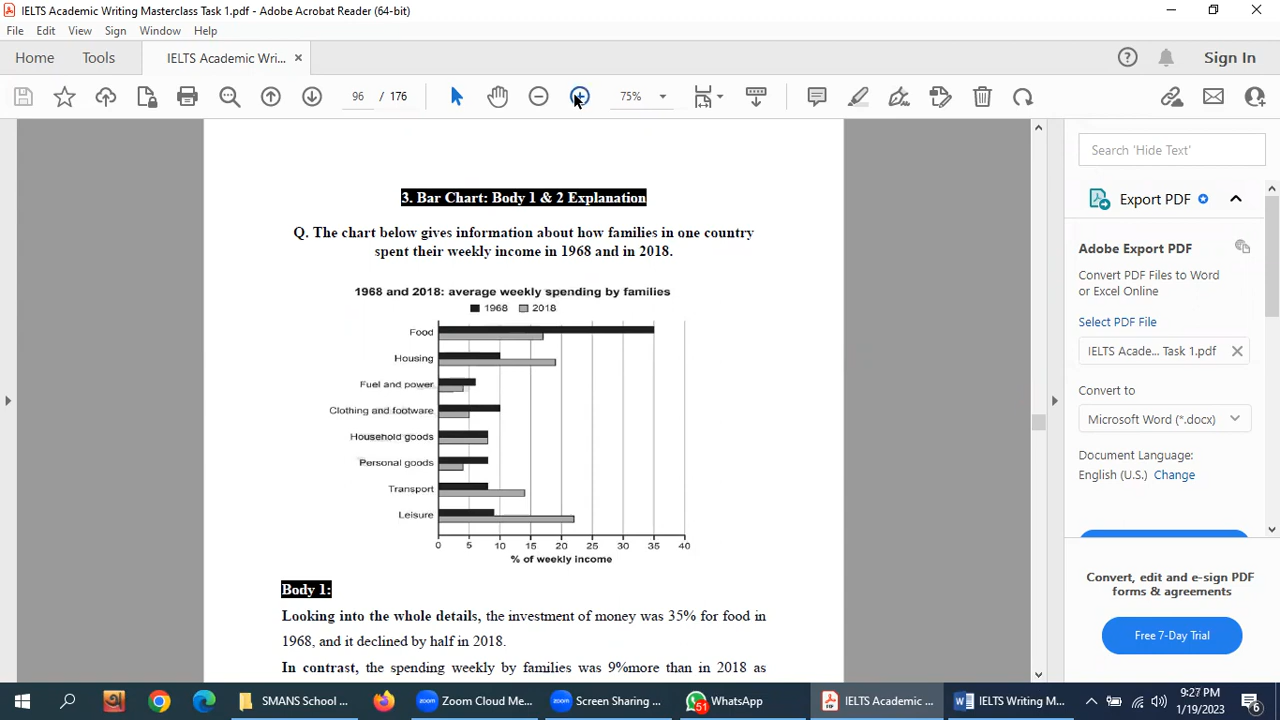 IELTS Academic Writing Masterclass Task 1.pdf - Adobe Acrobat Reader (64-bit)
File Edit View Sign Window Help
Home Tools IELTS Academic Wri... Sign In
96 / 176 75%
Search 'Hide Text'
Export PDF
Adobe Export PDF
Convert PDF Files to Word
or Excel Online
Select PDF File
IELTS Acade... Task 1.pdf
Convert to
Microsoft Word (*.docx)
Document Language:
English (U.S.) Change
Convert, edit and e-sign PDF
forms & agreements
Free 7-Day Trial
3. Bar Chart: Body 1 & 2 Explanation
Q. The chart below gives information about how families in one country
spent their weekly income in 1968 and in 2018.
1968 and 2018: average weekly spending by families
1968 2018
Food
Housing
Fuel and power
Clothing and footware
Household goods
Personal goods
Transport
Leisure
0 5 10 15 20 25 30 35 40
% of weekly income
Body 1:
Looking into the whole details, the investment of money was 35% for food in
1968, and it declined by half in 2018.
In contrast, the spending weekly by families was 9%more than in 2018 as
SMANS School ... Zoom Cloud Me... Screen Sharing ... 51 WhatsApp IELTS Academic ... IELTS Writing M... 9:27 PM
1/19/2023 6